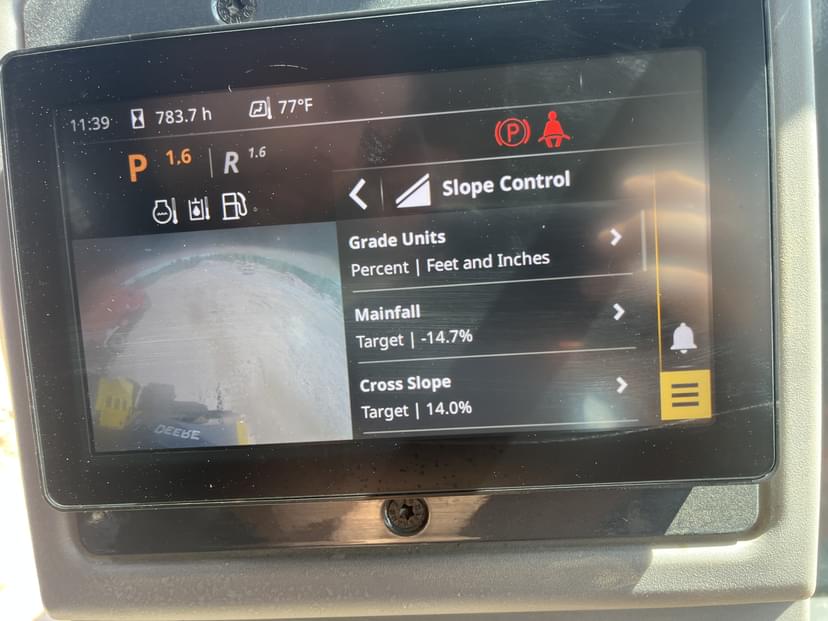 11:39 783.7 h 77°F
P 1.6 | R 1.6
P
Slope Control
Grade Units
Percent | Feet and Inches
Mainfall
Target | -14.7%
Cross Slope
Target | 14.0%
DEERE